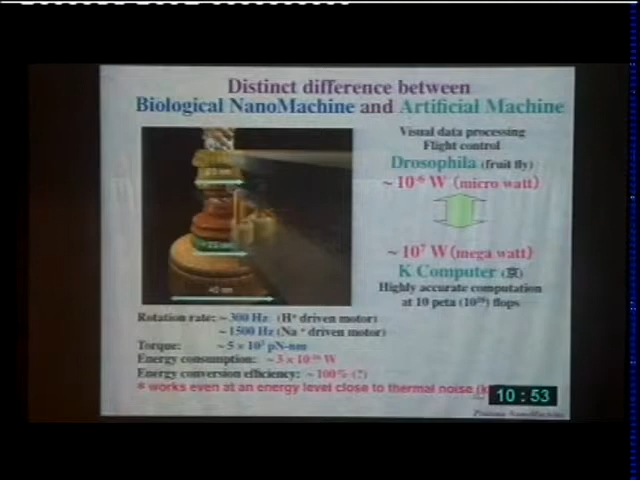 Distinct difference between
Biological NanoMachine and Artificial Machine
Visual data processing
Flight control
Drosophila (fruit fly)
~ 10⁻⁶ W (micro watt)
~ 10⁷ W (mega watt)
K Computer (京)
Highly accurate computation
at 10 peta (10¹⁶) flops
40 nm
Rotation rate: ~ 300 Hz (H⁺ driven motor)
~ 1500 Hz (Na⁺ driven motor)
Torque: ~ 5 x 10³ pN-nm
Energy consumption: ~ 3 x 10⁻¹⁶ W
Energy conversion efficiency: ~ 100% (?)
* works even at an energy level close to thermal noise (k
10 : 53
NanoMachine